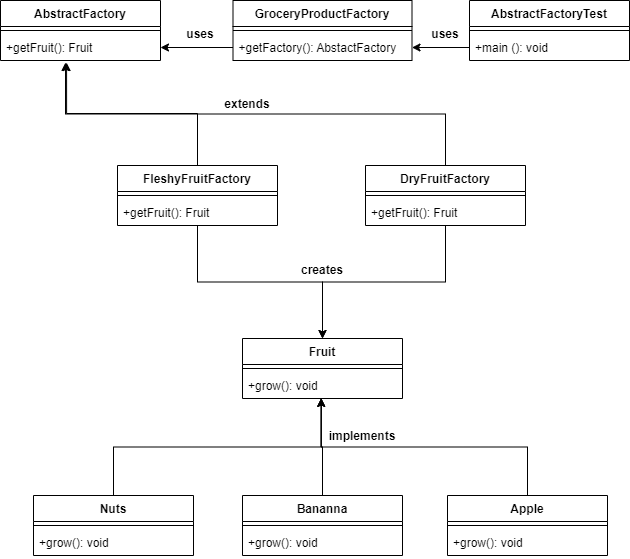 AbstractFactory
+getFruit(): Fruit
uses
GroceryProductFactory
+getFactory(): AbstactFactory
uses
AbstractFactoryTest
+main (): void
extends
FleshyFruitFactory
+getFruit(): Fruit
DryFruitFactory
+getFruit(): Fruit
creates
Fruit
+grow(): void
implements
Nuts
+grow(): void
Bananna
+grow(): void
Apple
+grow(): void